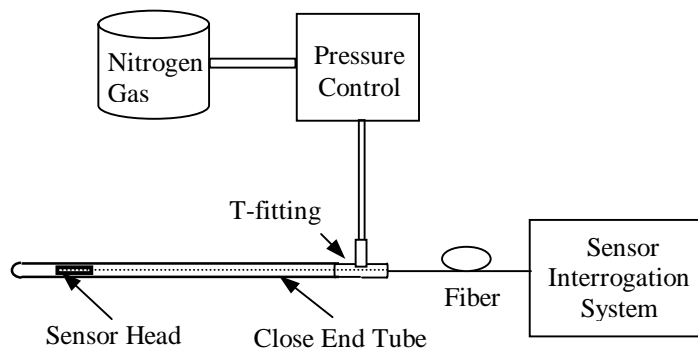 Nitrogen
Gas
Pressure
Control
T-fitting
Sensor
Interrogation
System
Fiber
Sensor Head
Close End Tube